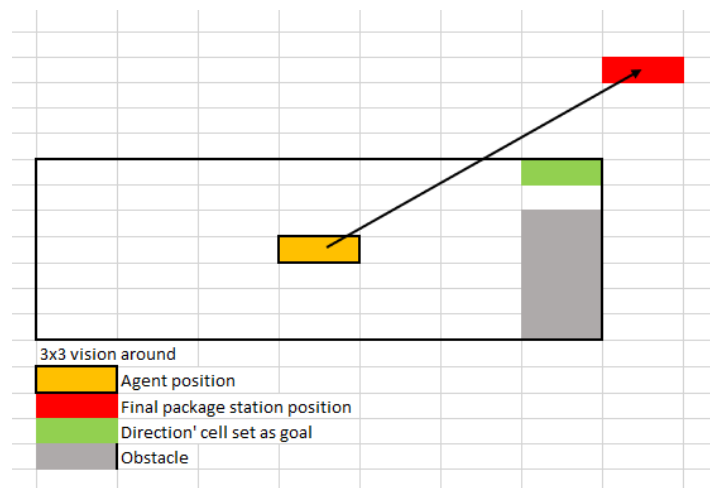 3x3 vision around
Agent position
Final package station position
Direction' cell set as goal
Obstacle